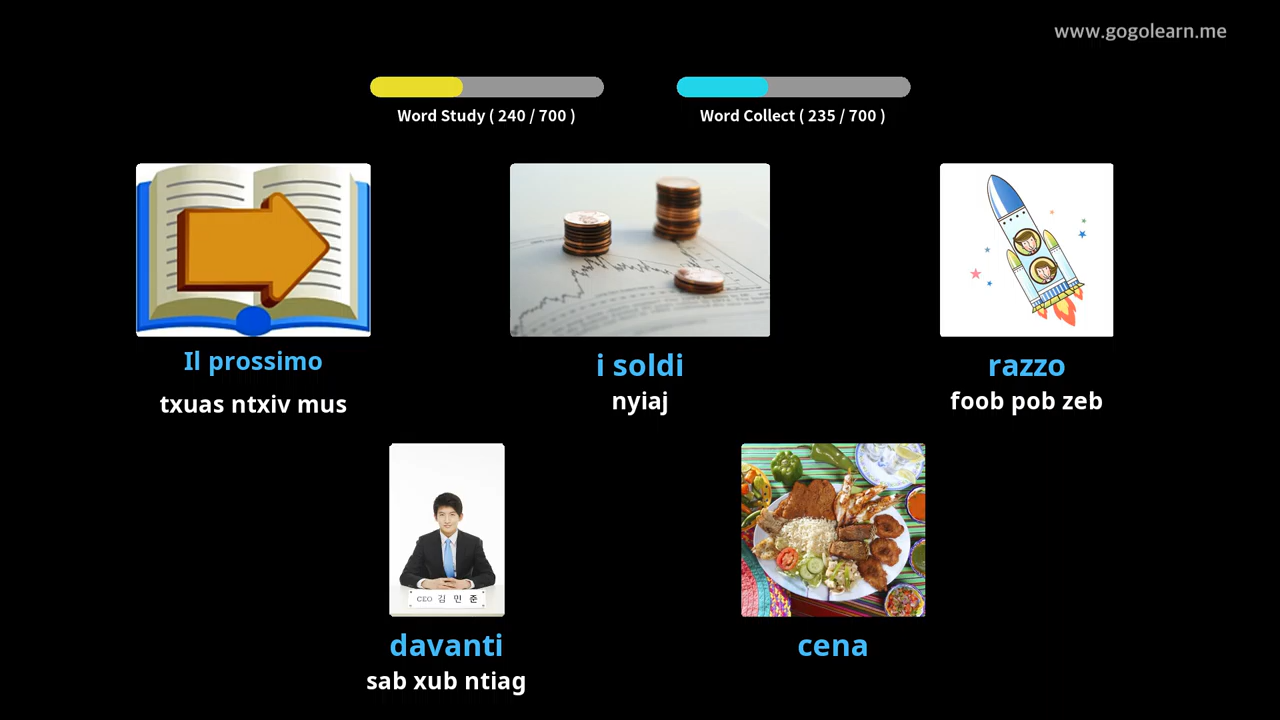 www.gogolearn.me
Word Study ( 240 / 700 )
Word Collect ( 235 / 700 )
Il prossimo
txuas ntxiv mus
i soldi
nyiaj
razzo
foob pob zeb
CEO 김 민 준
davanti
sab xub ntiag
cena